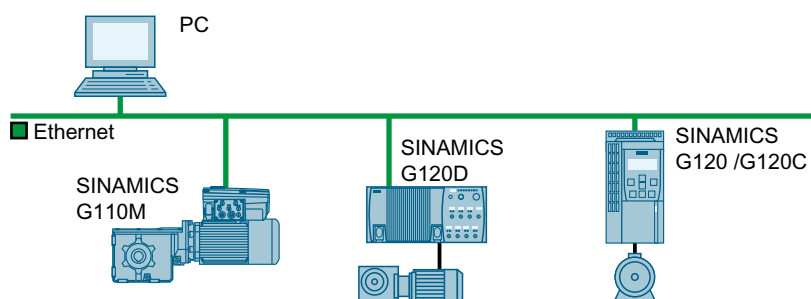 PC
Ethernet
SINAMICS
G110M
SINAMICS
G120D
SINAMICS
G120 /G120C